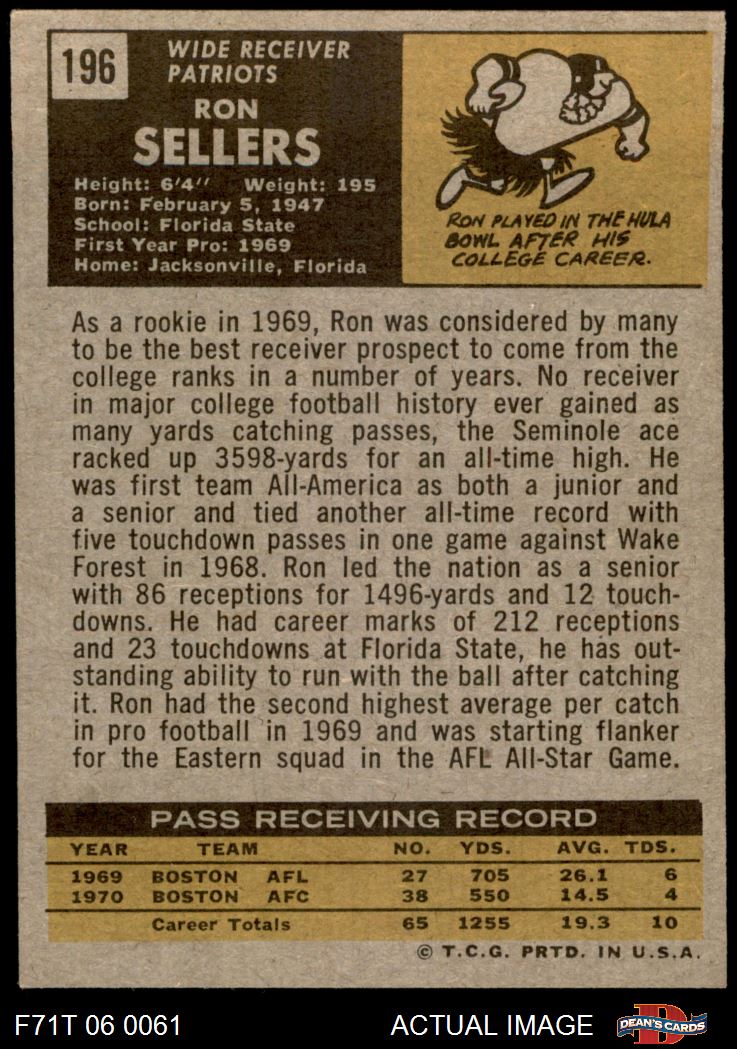 196
WIDE RECEIVER
PATRIOTS
RON
SELLERS
Height: 6'4" Weight: 195
Born: February 5, 1947
School: Florida State
First Year Pro: 1969
Home: Jacksonville, Florida
RON PLAYED IN THE HULA
BOWL AFTER HIS
COLLEGE CAREER.
As a rookie in 1969, Ron was considered by many
to be the best receiver prospect to come from the
college ranks in a number of years. No receiver
in major college football history ever gained as
many yards catching passes, the Seminole ace
racked up 3598-yards for an all-time high. He
was first team All-America as both a junior and
a senior and tied another all-time record with
five touchdown passes in one game against Wake
Forest in 1968. Ron led the nation as a senior
with 86 receptions for 1496-yards and 12 touch-
downs. He had career marks of 212 receptions
and 23 touchdowns at Florida State, he has out-
standing ability to run with the ball after catching
it. Ron had the second highest average per catch
in pro football in 1969 and was starting flanker
for the Eastern squad in the AFL All-Star Game.
PASS RECEIVING RECORD
YEAR TEAM NO. YDS. AVG. TDS.
1969 BOSTON AFL 27 705 26.1 6
1970 BOSTON AFC 38 550 14.5 4
Career Totals 65 1255 19.3 10
© T.C.G. PRTD. IN U.S.A.
F71T 06 0061 ACTUAL IMAGE D DEAN'S CARDS